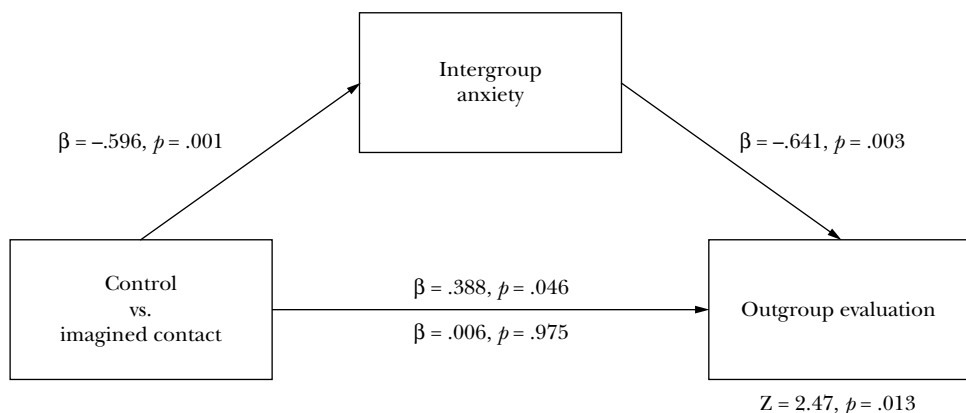 Intergroup
anxiety
β = –.596, p = .001
β = –.641, p = .003
Control
vs.
imagined contact
β = .388, p = .046
β = .006, p = .975
Outgroup evaluation
Z = 2.47, p = .013